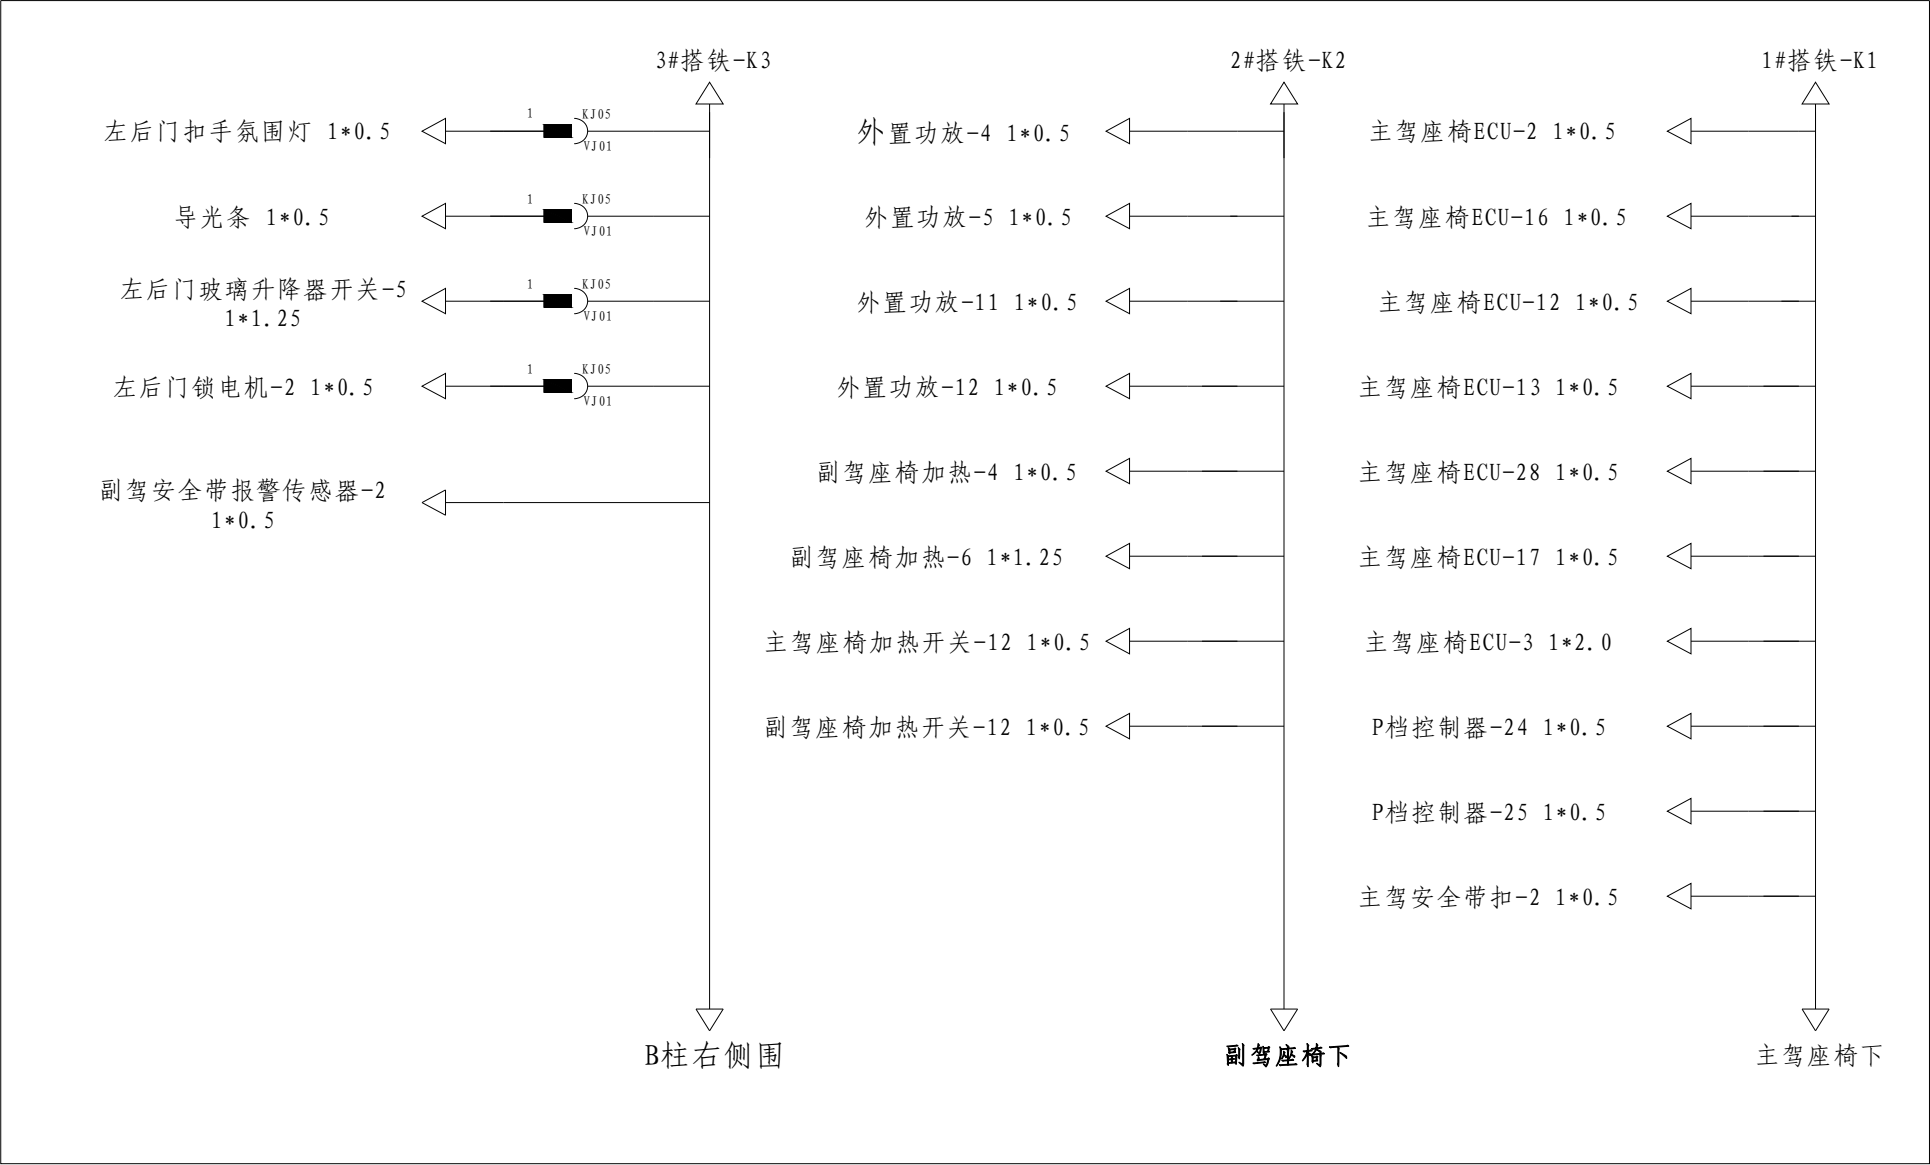 3#搭铁-K3
左后门扣手氛围灯 1*0.5
1
KJ05
VJ01
导光条 1*0.5
1
KJ05
VJ01
左后门玻璃升降器开关-5
1*1.25
1
KJ05
VJ01
左后门锁电机-2 1*0.5
1
KJ05
VJ01
副驾安全带报警传感器-2
1*0.5
B柱右侧围
2#搭铁-K2
外置功放-4 1*0.5
外置功放-5 1*0.5
外置功放-11 1*0.5
外置功放-12 1*0.5
副驾座椅加热-4 1*0.5
副驾座椅加热-6 1*1.25
主驾座椅加热开关-12 1*0.5
副驾座椅加热开关-12 1*0.5
副驾座椅下
1#搭铁-K1
主驾座椅ECU-2 1*0.5
主驾座椅ECU-16 1*0.5
主驾座椅ECU-12 1*0.5
主驾座椅ECU-13 1*0.5
主驾座椅ECU-28 1*0.5
主驾座椅ECU-17 1*0.5
主驾座椅ECU-3 1*2.0
P档控制器-24 1*0.5
P档控制器-25 1*0.5
主驾安全带扣-2 1*0.5
主驾座椅下